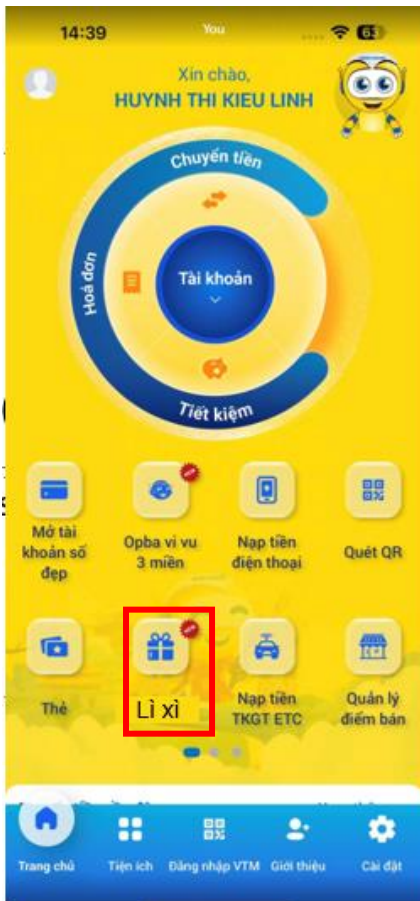 14:39
You
63
Xin chào,
HUYNH THI KIEU LINH
Chuyển tiền
Hoá đơn
Tài khoản
Tiết kiệm
Mở tài khoản số đẹp
Opba vi vu 3 miền
Nạp tiền điện thoại
Quét QR
Thẻ
Lì xì
Nạp tiền TKGT ETC
Quản lý điểm bán
Trang chủ
Tiện ích
Đăng nhập VTM
Giới thiệu
Cài đặt